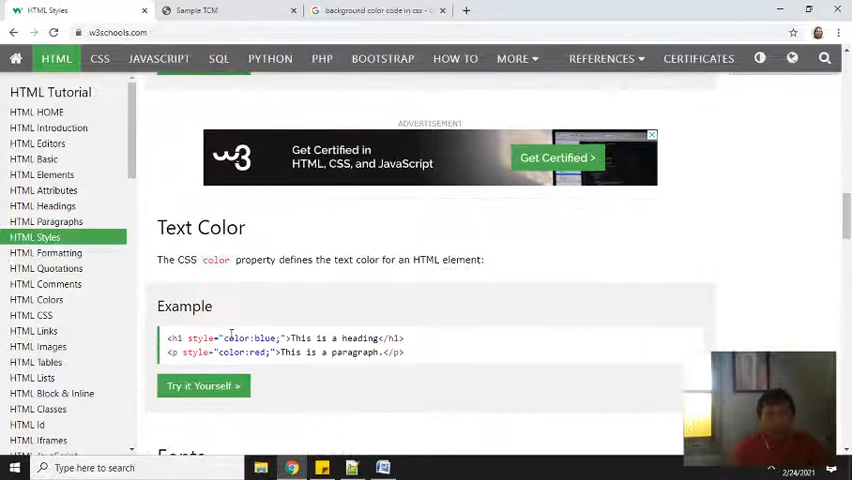 HTML Styles
Sample TCM
background color code in css -
w3schools.com
HTML
CSS
JAVASCRIPT
SQL
PYTHON
PHP
BOOTSTRAP
HOW TO
MORE
REFERENCES
CERTIFICATES
HTML Tutorial
HTML HOME
HTML Introduction
HTML Editors
HTML Basic
HTML Elements
HTML Attributes
HTML Headings
HTML Paragraphs
HTML Styles
HTML Formatting
HTML Quotations
HTML Comments
HTML Colors
HTML CSS
HTML Links
HTML Images
HTML Tables
HTML Lists
HTML Block & Inline
HTML Classes
HTML Id
HTML Iframes
ADVERTISEMENT
w3
Get Certified in
HTML, CSS, and JavaScript
Get Certified >
Text Color
The CSS color property defines the text color for an HTML element:
Example
<h1 style="color:blue;">This is a heading</h1>
<p style="color:red;">This is a paragraph.</p>
Try it Yourself >
Fonts
Type here to search
2/24/2021